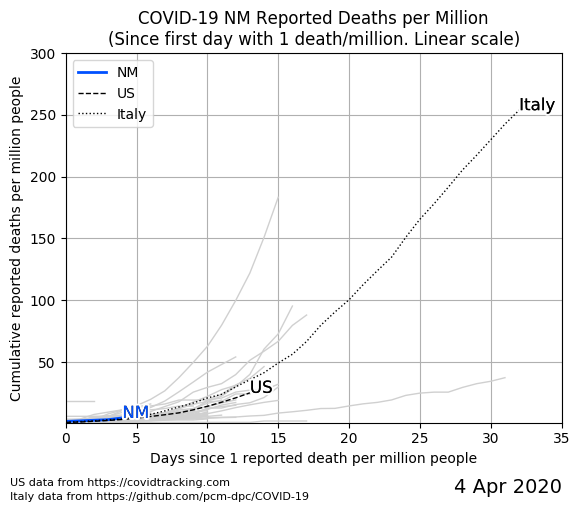 COVID-19 NM Reported Deaths per Million
(Since first day with 1 death/million. Linear scale)
Cumulative reported deaths per million people
300
250
200
150
100
50
NM
US
Italy
Italy
US
NM
0
5
10
15
20
25
30
35
Days since 1 reported death per million people
US data from https://covidtracking.com
Italy data from https://github.com/pcm-dpc/COVID-19
4 Apr 2020